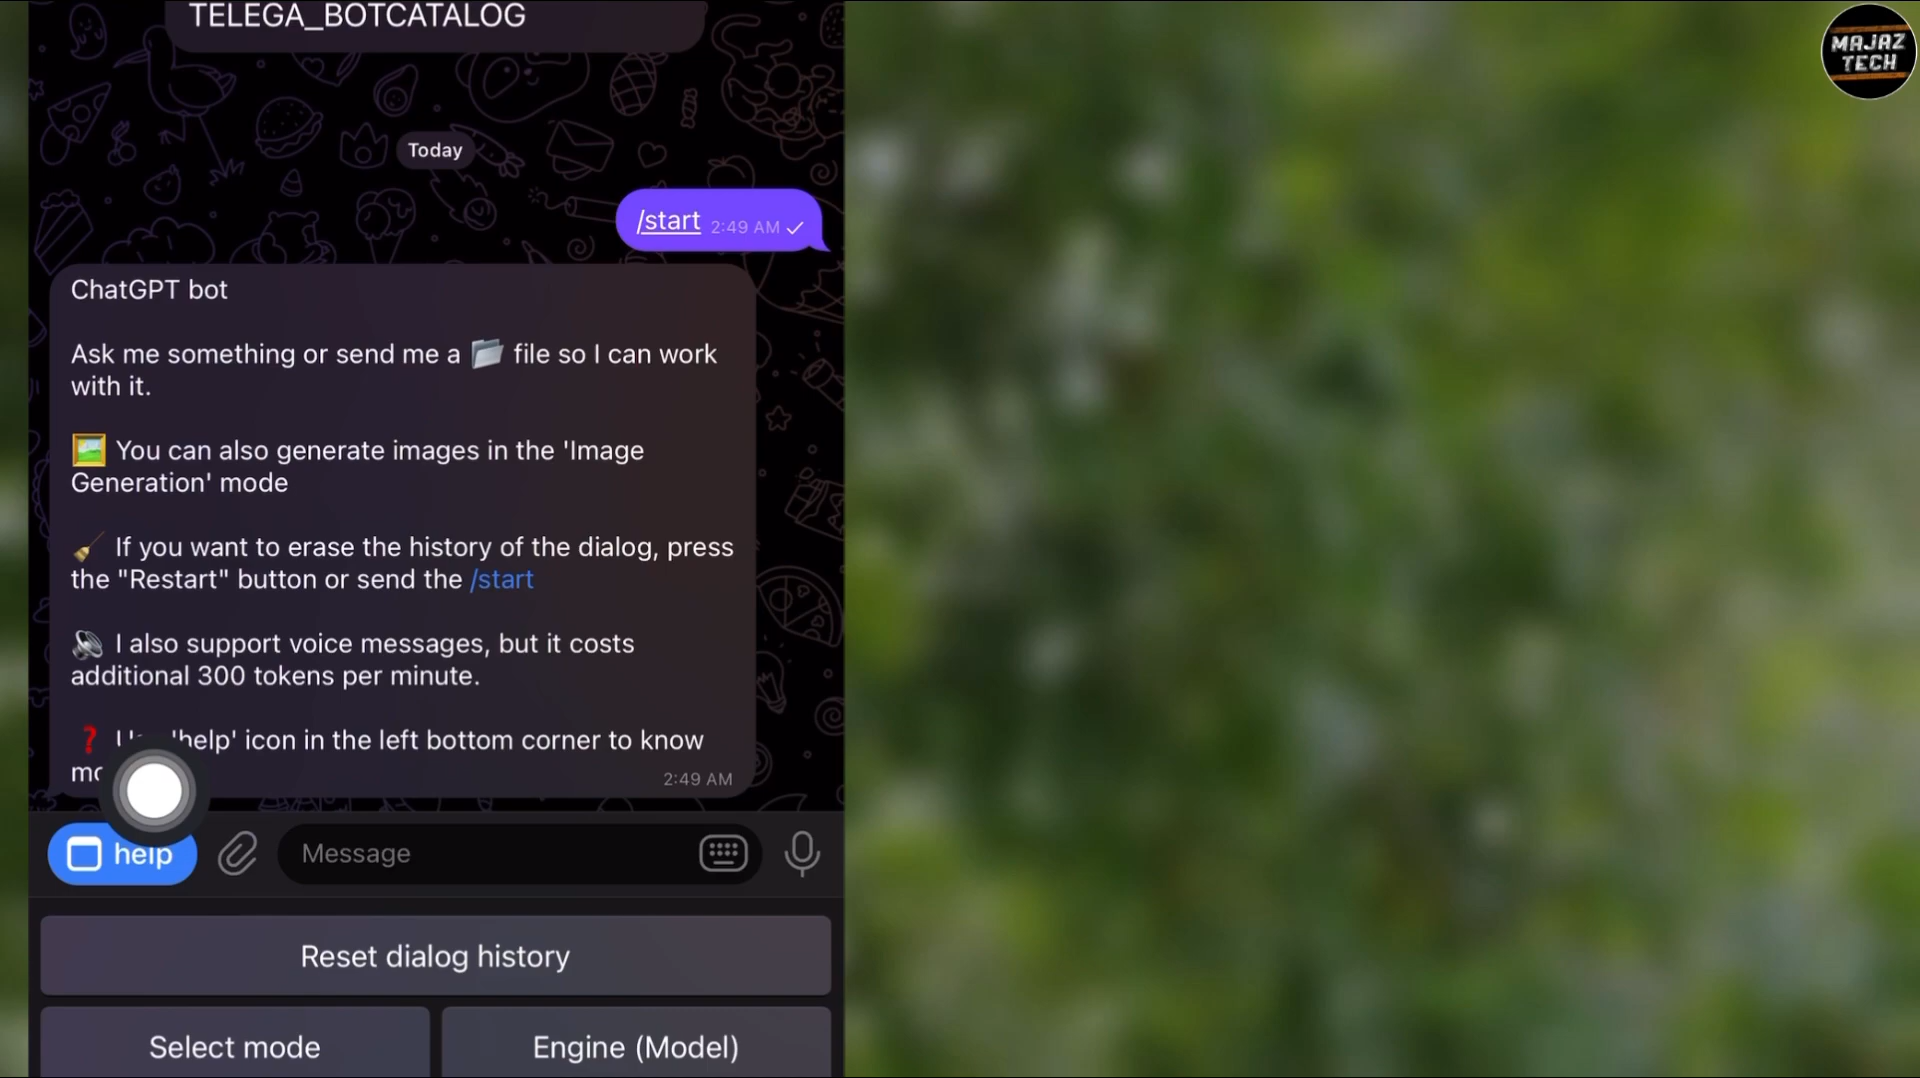 TELEGA_BOTCATALOG
MAJAZ
TECH
Today
/start 2:49 AM
ChatGPT bot
Ask me something or send me a file so I can work
with it.
You can also generate images in the 'Image
Generation' mode
If you want to erase the history of the dialog, press
the "Restart" button or send the /start
I also support voice messages, but it costs
additional 300 tokens per minute.
'help' icon in the left bottom corner to know
2:49 AM
help
Message
Reset dialog history
Select mode
Engine (Model)